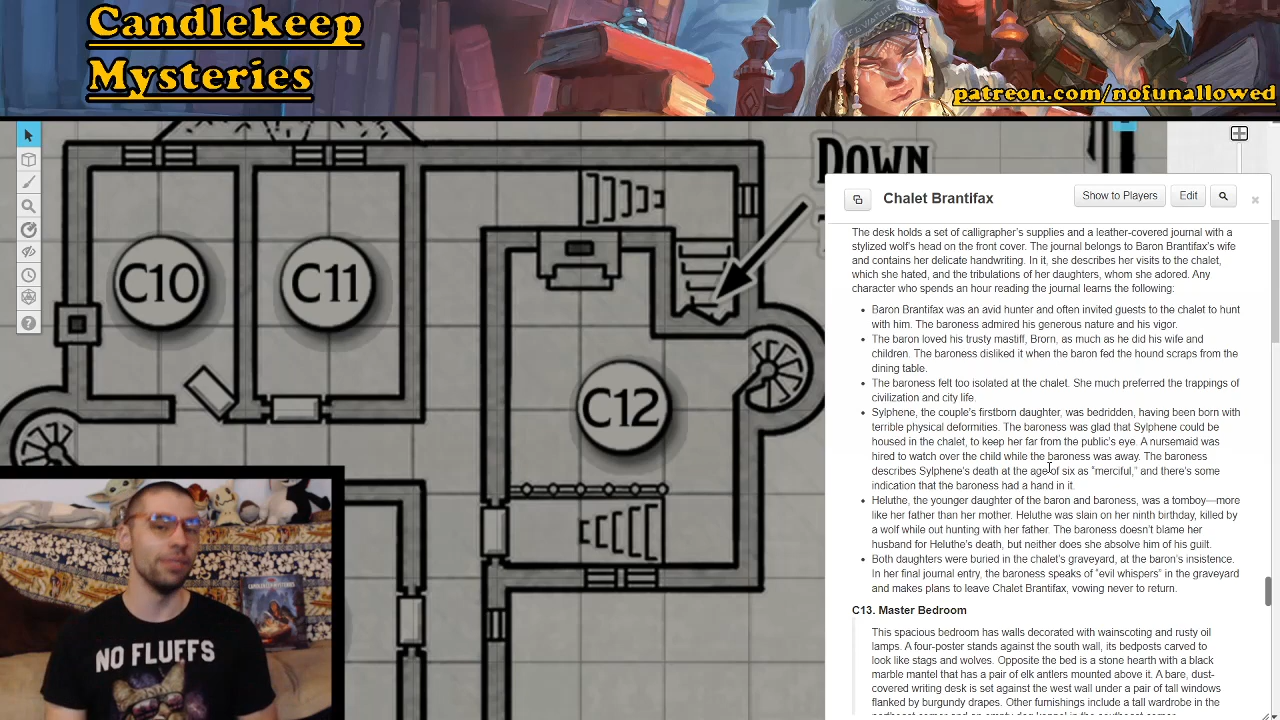 Candlekeep
Mysteries
patreon.com/nofunallowed
DOWN
C10
C11
C12
Chalet Brantifax
Show to Players
Edit
The desk holds a set of calligrapher's supplies and a leather-covered journal with a
stylized wolf's head on the front cover. The journal belongs to Baron Brantifax's wife
and contains her delicate handwriting. In it, she describes her visits to the chalet,
which she hated, and the tribulations of her daughters, whom she adored. Any
character who spends an hour reading the journal learns the following:
• Baron Brantifax was an avid hunter and often invited guests to the chalet to hunt
with him. The baroness admired his generous nature and his vigor.
• The baron loved his trusty mastiff, Brorn, as much as he did his wife and
children. The baroness disliked it when the baron fed the hound scraps from the
dining table.
• The baroness felt too isolated at the chalet. She much preferred the trappings of
civilization and city life.
• Sylphene, the couple's firstborn daughter, was bedridden, having been born with
terrible physical deformities. The baroness was glad that Sylphene could be
housed in the chalet, to keep her far from the public's eye. A nursemaid was
hired to watch over the child while the baroness was away. The baroness
describes Sylphene's death at the age of six as "merciful," and there's some
indication that the baroness had a hand in it.
• Heluthe, the younger daughter of the baron and baroness, was a tomboy—more
like her father than her mother. Heluthe was slain on her ninth birthday, killed by
a wolf while out hunting with her father. The baroness doesn't blame her
husband for Heluthe's death, but neither does she absolve him of his guilt.
• Both daughters were buried in the chalet's graveyard, at the baron's insistence.
In her final journal entry, the baroness speaks of "evil whispers" in the graveyard
and makes plans to leave Chalet Brantifax, vowing never to return.
C13. Master Bedroom
This spacious bedroom has walls decorated with wainscoting and rusty oil
lamps. A four-poster stands against the south wall, its bedposts carved to
look like stags and wolves. Opposite the bed is a stone hearth with a black
marble mantel that has a pair of elk antlers mounted above it. A bare, dust-
covered writing desk is set against the west wall under a pair of tall windows
flanked by burgundy drapes. Other furnishings include a tall wardrobe in the
NO FLUFFS